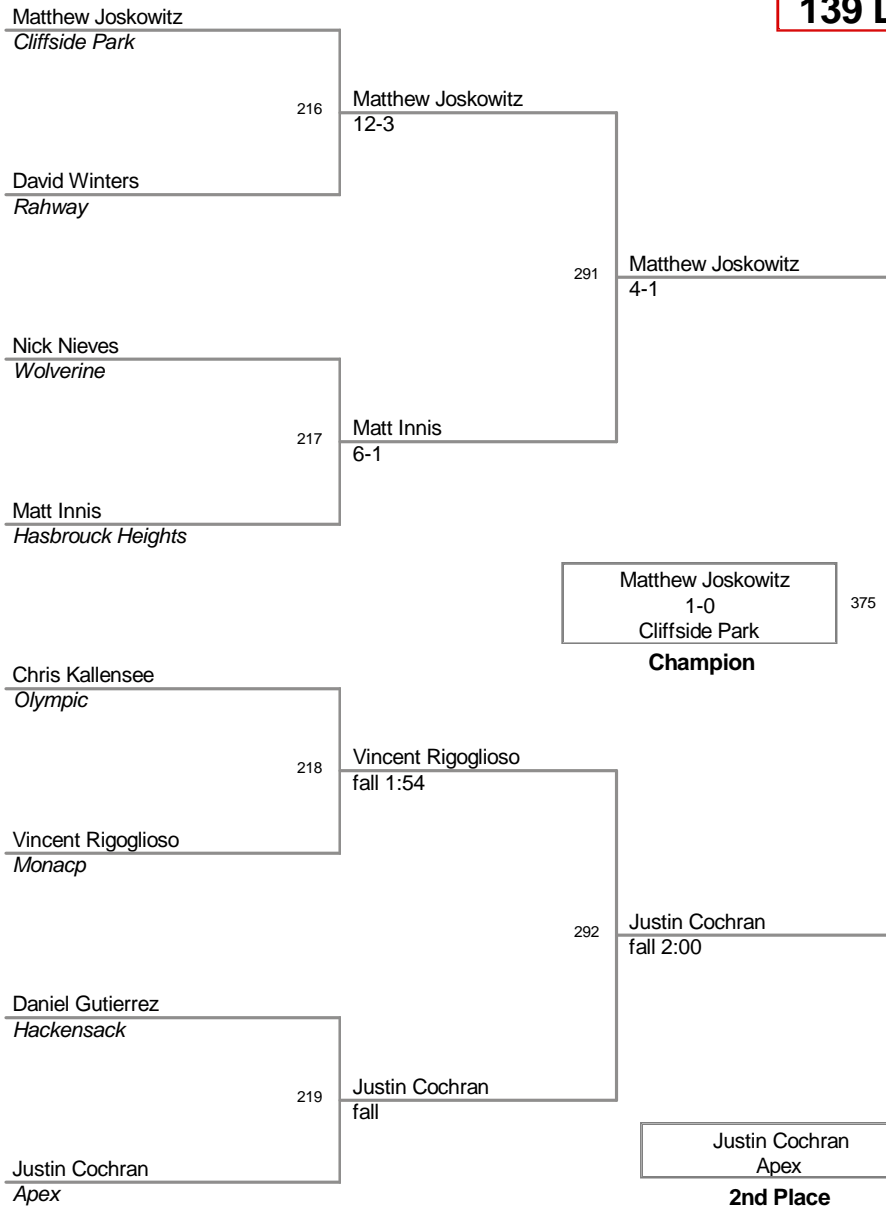 139 L
Matthew Joskowitz
Cliffside Park
216
Matthew Joskowitz
12-3
David Winters
Rahway
291
Matthew Joskowitz
4-1
Nick Nieves
Wolverine
217
Matt Innis
6-1
Matt Innis
Hasbrouck Heights
Matthew Joskowitz
1-0
Cliffside Park
375
Champion
Chris Kallensee
Olympic
218
Vincent Rigoglioso
fall 1:54
Vincent Rigoglioso
Monacp
292
Justin Cochran
fall 2:00
Daniel Gutierrez
Hackensack
219
Justin Cochran
fall
Justin Cochran
Apex
Justin Cochran
Apex
2nd Place